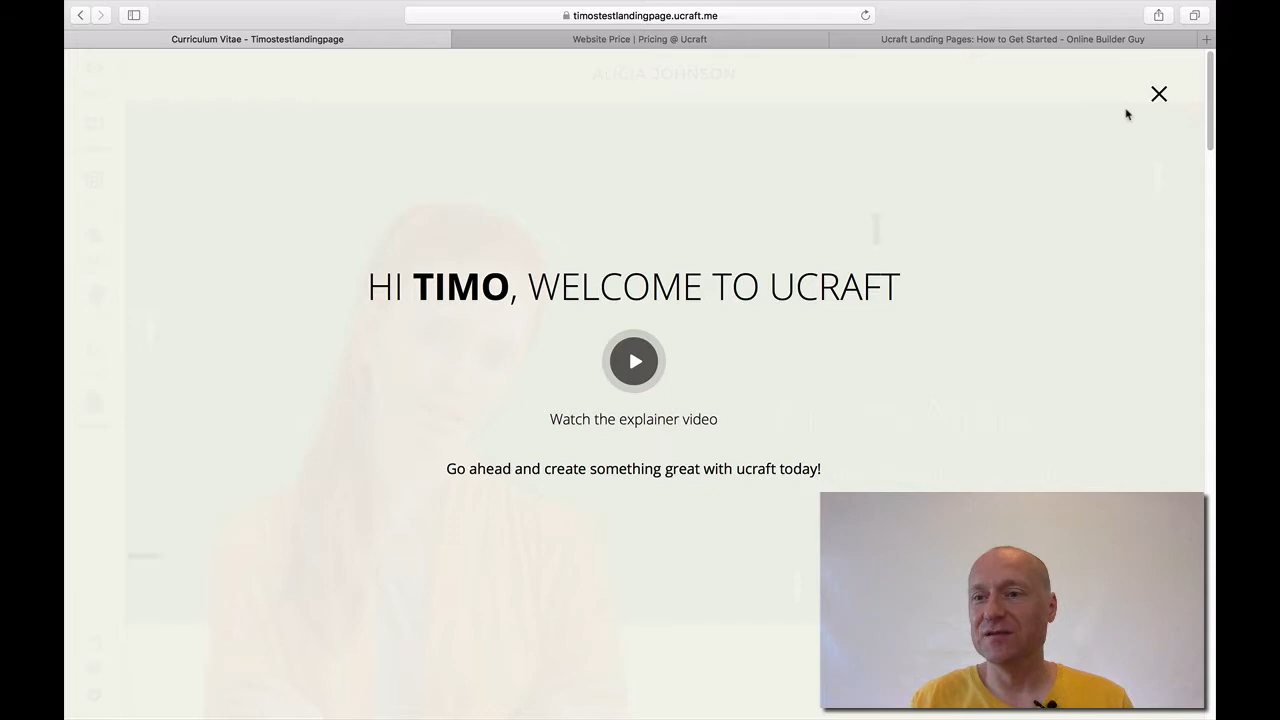 timostestlandingpage.ucraft.me
Curriculum Vitae - Timostestlandingpage
Website Price | Pricing @ Ucraft
Ucraft Landing Pages: How to Get Started - Online Builder Guy
ALICIA JOHNSON
HI TIMO, WELCOME TO UCRAFT
Watch the explainer video
Go ahead and create something great with ucraft today!